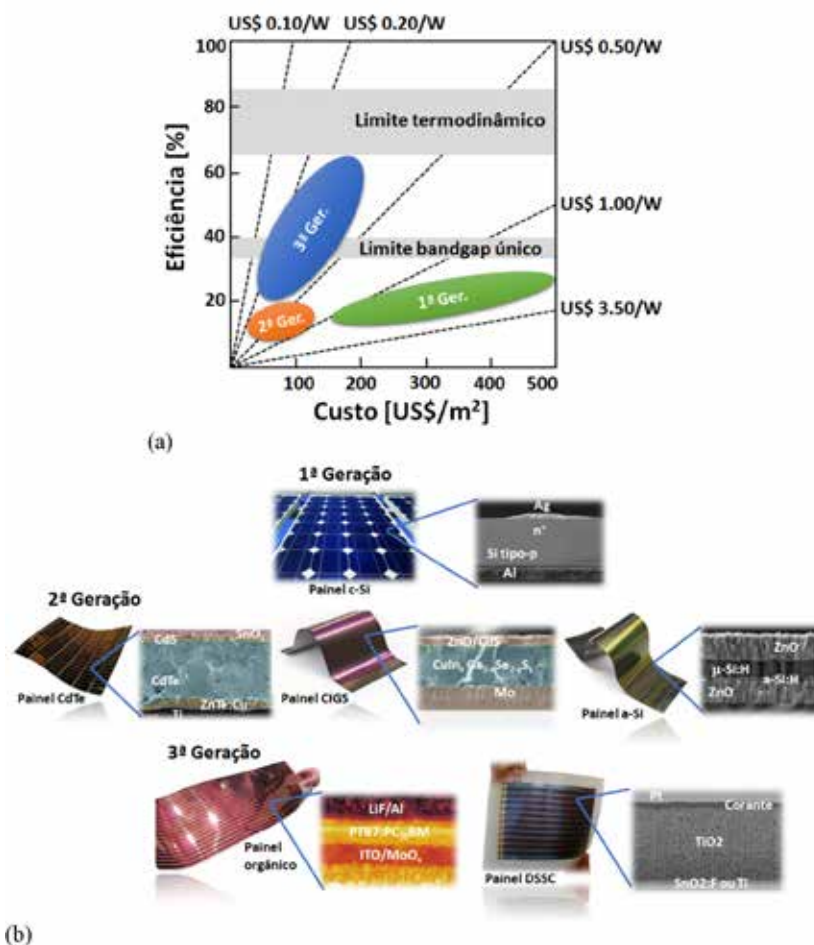 US$ 0.10/W US$ 0.20/W
100
US$ 0.50/W
Limite termodinâmico
80
Eficiência [%]
60
3ª Ger.
US$ 1.00/W
40
Limite bandgap único
1ª Ger.
20
2ª Ger.
US$ 3.50/W
100 200 300 400 500
Custo [US$/m²]
(a)
1ª Geração
Ag
n⁺
Si tipo-p
Al
Painel c-Si
2ª Geração
CdS
CdTe
ZnTe:Cu
Ti
Painel CdTe
ZnO/CdS
Mo
Painel CIGS
ZnO
μ-Si:H
a-Si:H
ZnO
Painel a-Si
3ª Geração
LiF/Al
ITO/MoOₓ
Painel
orgânico
Pt
Corante
TiO2
SnO2:F ou Ti
Painel DSSC
(b)